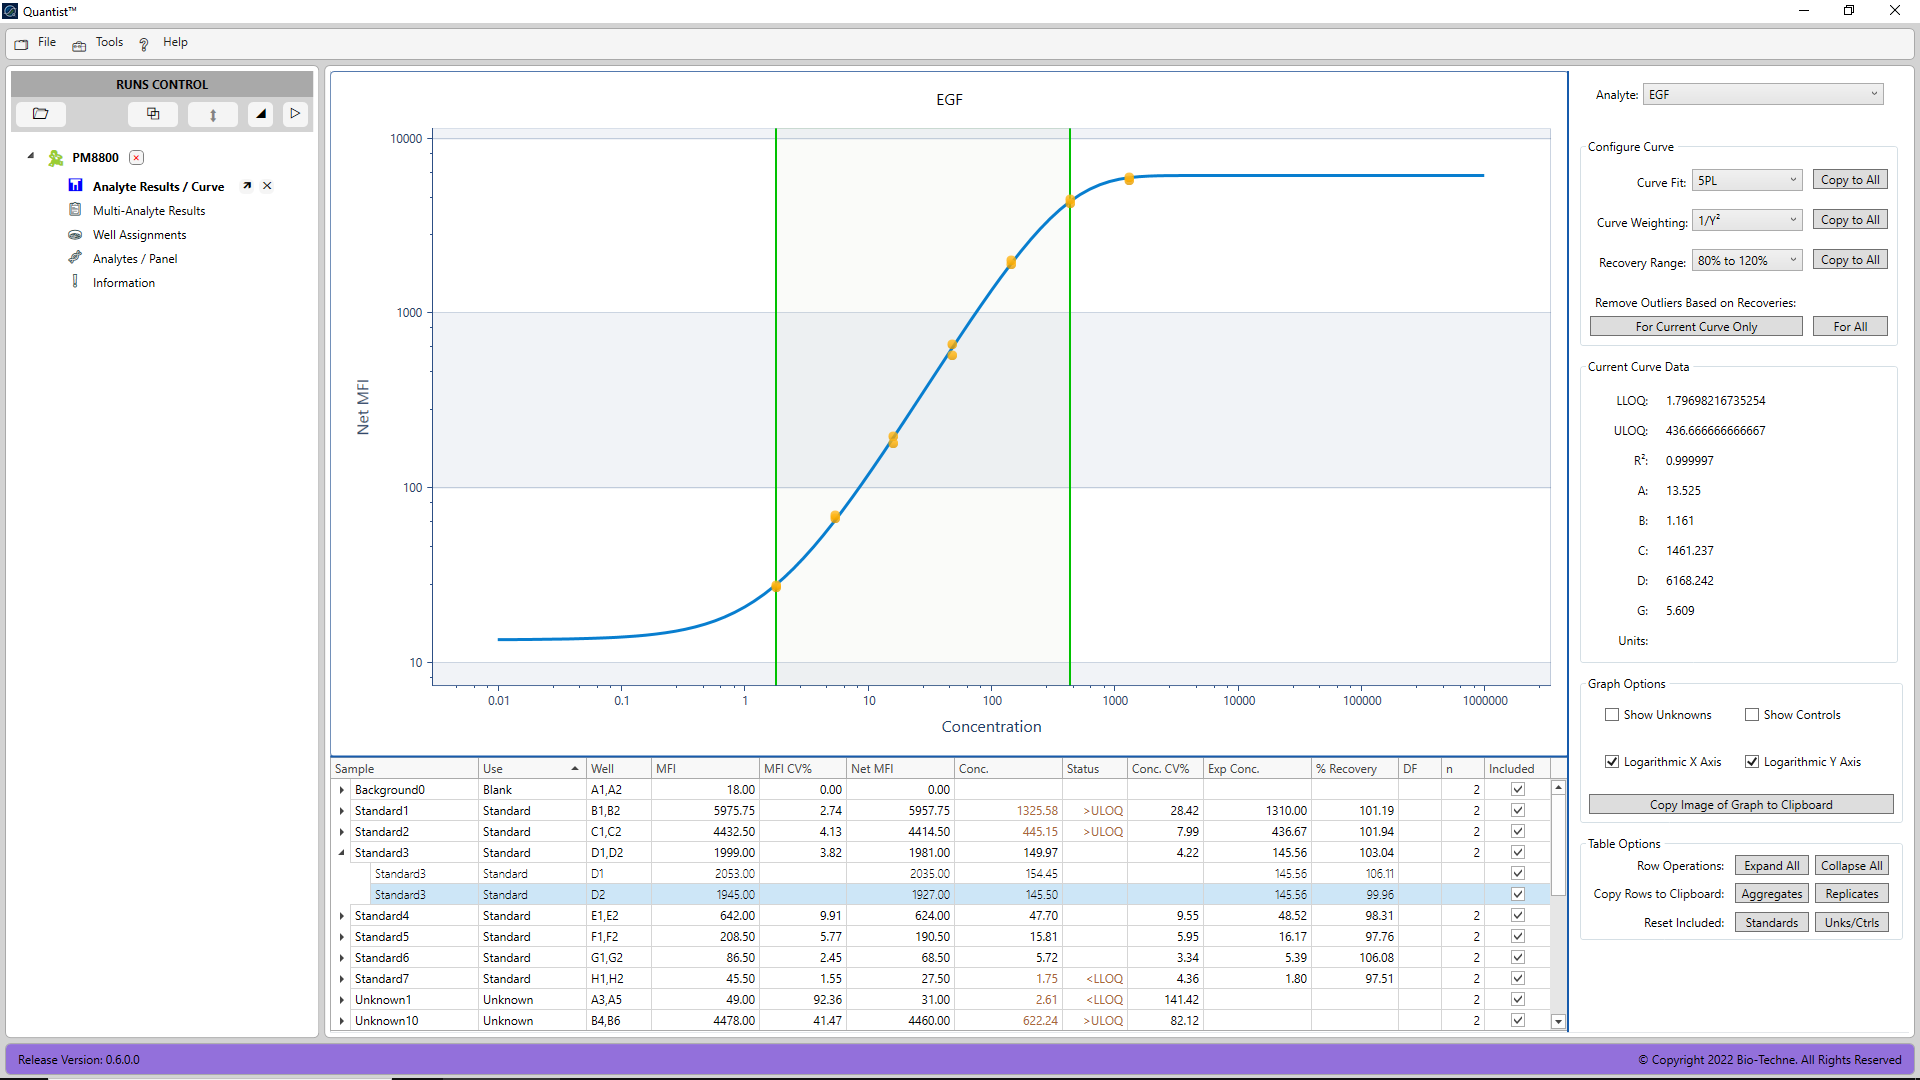 Quantist™
File Tools Help
RUNS CONTROL
PM8800
Analyte Results / Curve
Multi-Analyte Results
Well Assignments
Analytes / Panel
Information
EGF
10000
1000
100
10
Net MFI
0.01 0.1 1 10 100 1000 10000 100000 1000000
Concentration
Sample Use Well MFI MFI CV% Net MFI Conc. Status Conc. CV% Exp Conc. % Recovery DF n Included
Background0 Blank A1,A2 18.00 0.00 0.00 2
Standard1 Standard B1,B2 5975.75 2.74 5957.75 1325.58 >ULOQ 28.42 1310.00 101.19 2
Standard2 Standard C1,C2 4432.50 4.13 4414.50 445.15 >ULOQ 7.99 436.67 101.94 2
Standard3 Standard D1,D2 1999.00 3.82 1981.00 149.97 4.22 145.56 103.04 2
Standard3 Standard D1 2053.00 2035.00 154.45 145.56 106.11
Standard3 Standard D2 1945.00 1927.00 145.50 145.56 99.96
Standard4 Standard E1,E2 642.00 9.91 624.00 47.70 9.55 48.52 98.31 2
Standard5 Standard F1,F2 208.50 5.77 190.50 15.81 5.95 16.17 97.76 2
Standard6 Standard G1,G2 86.50 2.45 68.50 5.72 3.34 5.39 106.08 2
Standard7 Standard H1,H2 45.50 1.55 27.50 1.75 <LLOQ 4.36 1.80 97.51 2
Unknown1 Unknown A3,A5 49.00 92.36 31.00 2.61 <LLOQ 141.42 2
Unknown10 Unknown B4,B6 4478.00 41.47 4460.00 622.24 >ULOQ 82.12 2
Analyte: EGF
Configure Curve
Curve Fit: 5PL Copy to All
Curve Weighting: 1/Y² Copy to All
Recovery Range: 80% to 120% Copy to All
Remove Outliers Based on Recoveries:
For Current Curve Only For All
Current Curve Data
LLOQ: 1.79698216735254
ULOQ: 436.666666666667
R²: 0.999997
A: 13.525
B: 1.161
C: 1461.237
D: 6168.242
G: 5.609
Units:
Graph Options
Show Unknowns Show Controls
Logarithmic X Axis Logarithmic Y Axis
Copy Image of Graph to Clipboard
Table Options
Row Operations: Expand All Collapse All
Copy Rows to Clipboard: Aggregates Replicates
Reset Included: Standards Unks/Ctrls
Release Version: 0.6.0.0
© Copyright 2022 Bio-Techne. All Rights Reserved